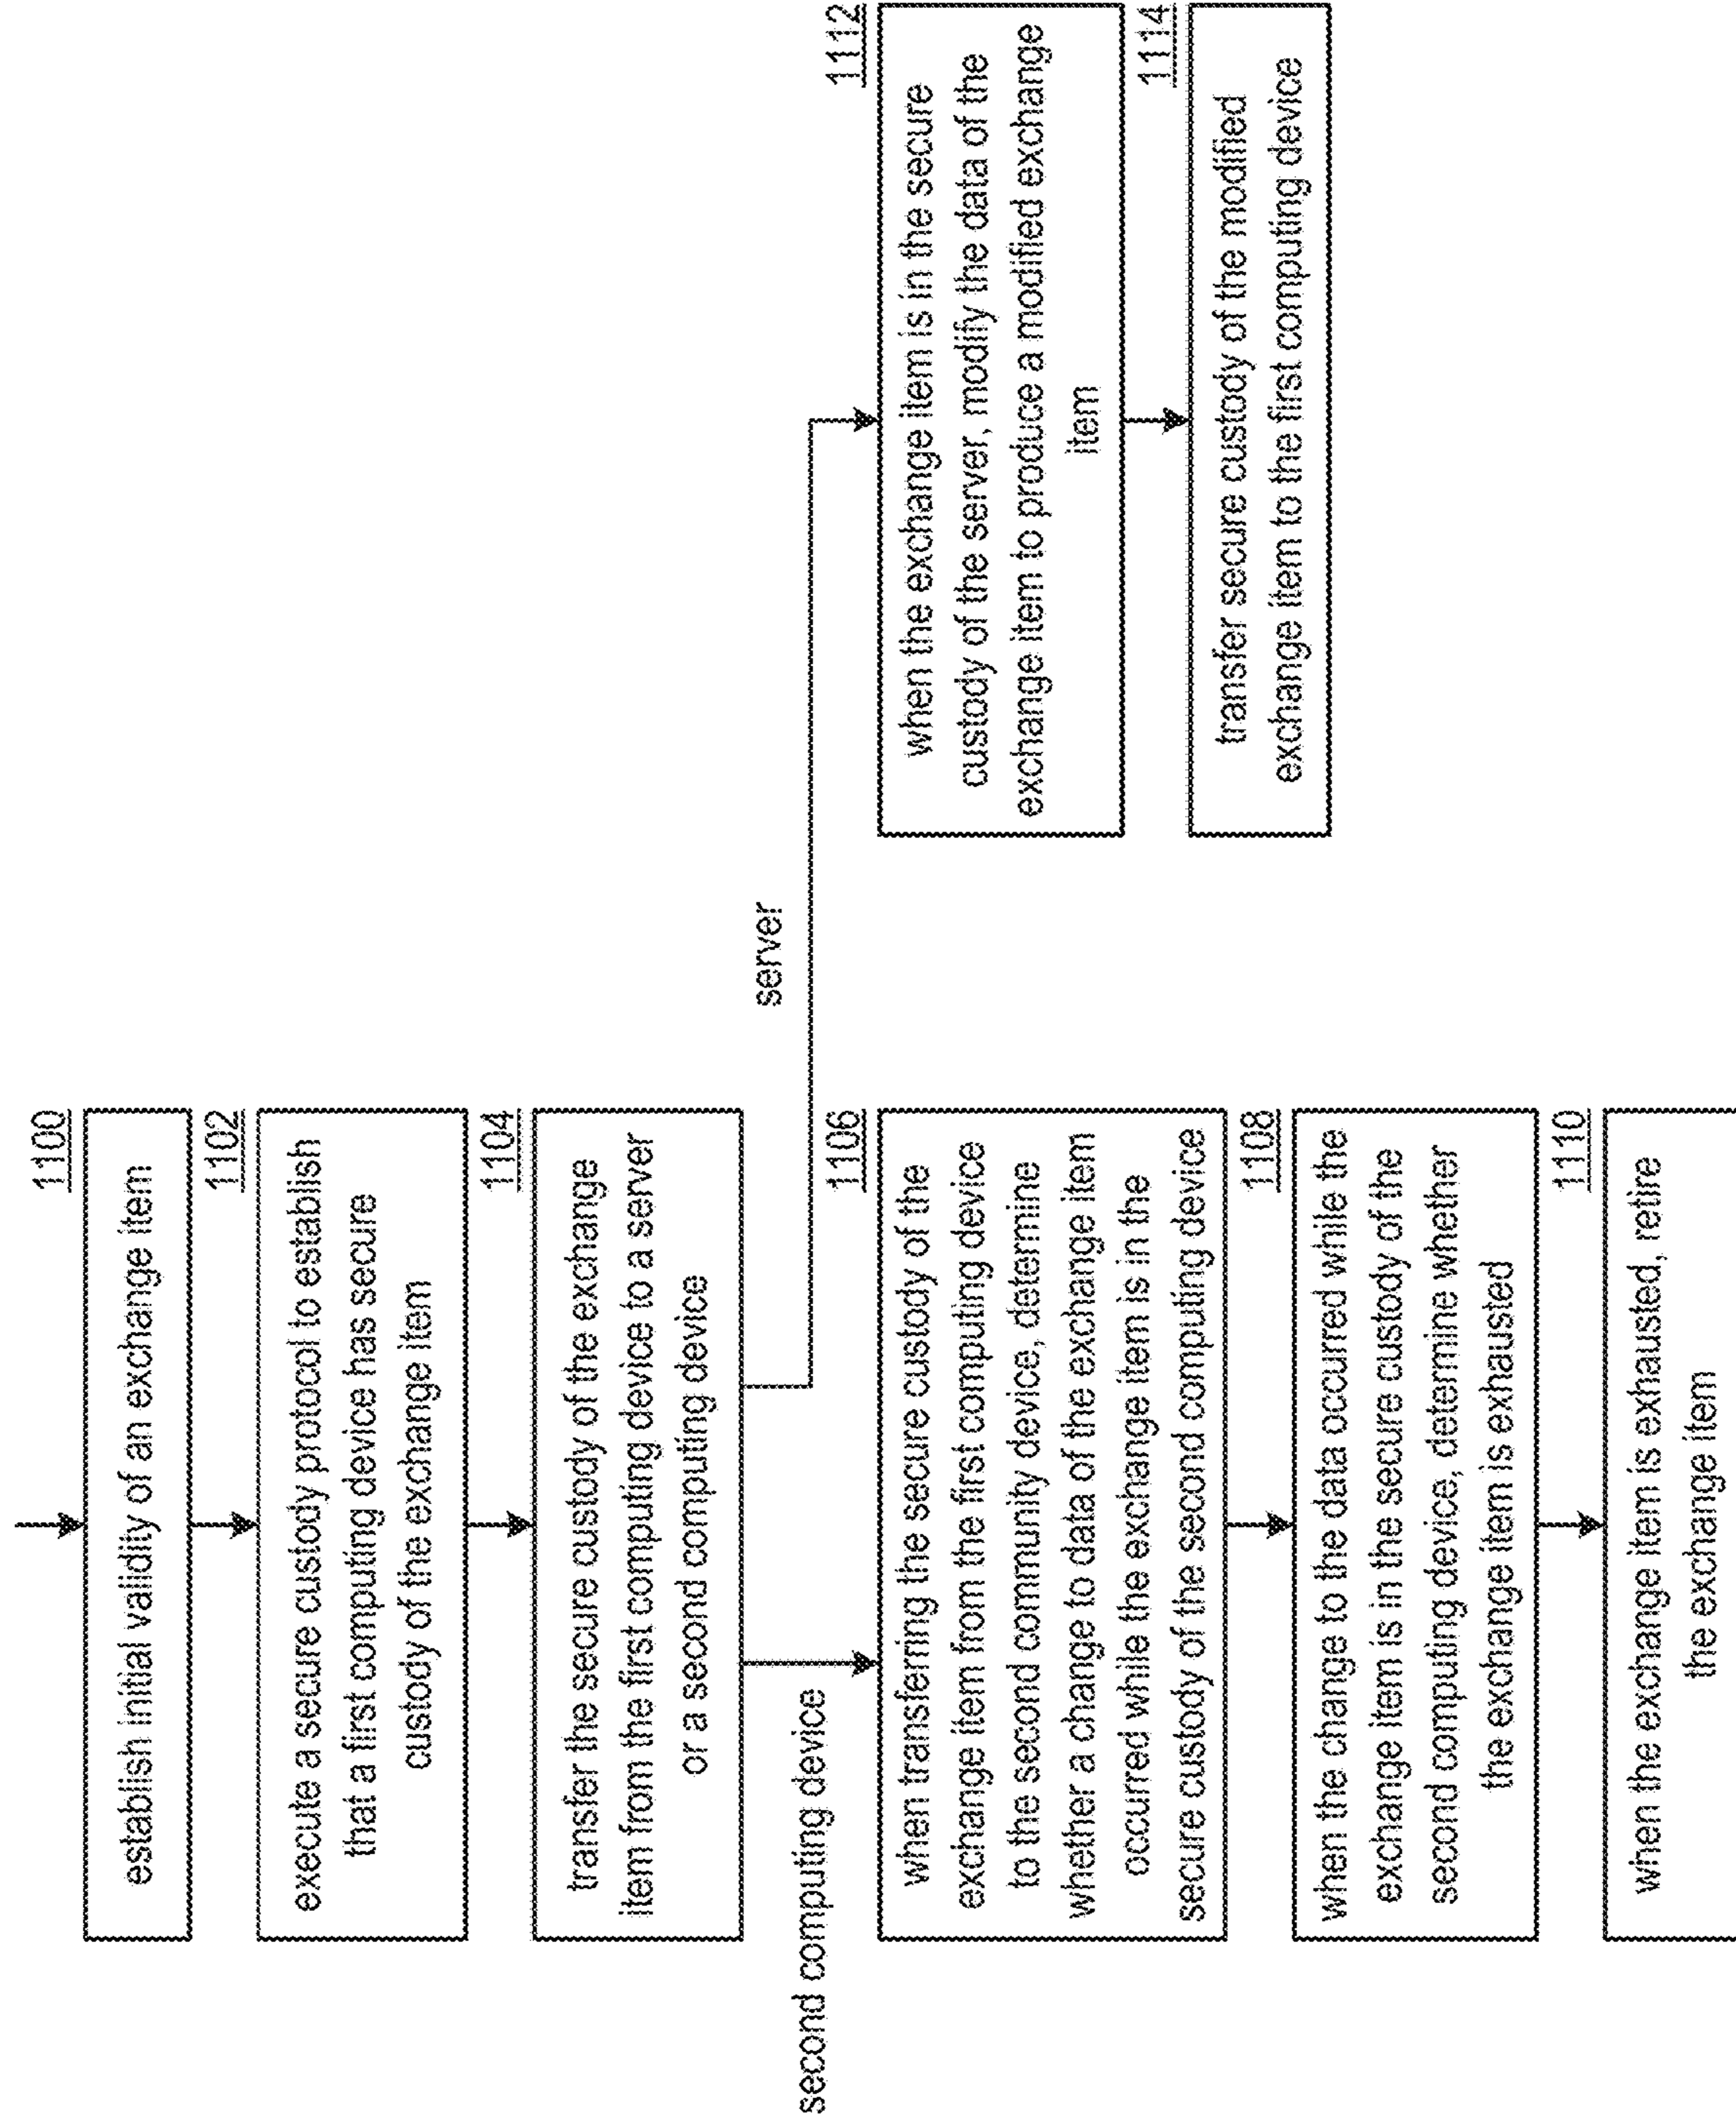 1100
establish initial validity of an exchange item
1102
execute a secure custody protocol to establish
that a first computing device has secure
custody of the exchange item
1104
transfer the secure custody of the exchange
item from the first computing device to a server
or a second computing device
second computing device
server
1106
when transferring the secure custody of the
exchange item from the first computing device
to the second community device, determine
whether a change to data of the exchange item
occurred while the exchange item is in the
secure custody of the second computing device
1108
when the change to the data occurred while the
exchange item is in the secure custody of the
second computing device, determine whether
the exchange item is exhausted
1110
when the exchange item is exhausted, retire
the exchange item
1112
when the exchange item is in the secure
custody of the server, modify the data of the
exchange item to produce a modified exchange
item
1114
transfer secure custody of the modified
exchange item to the first computing device